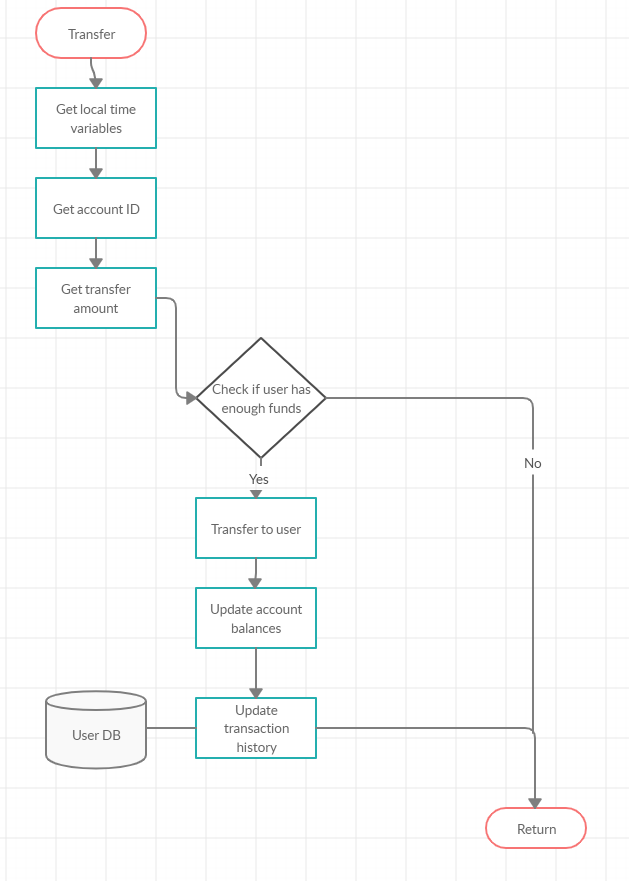 Transfer
Get local time
variables
Get account ID
Get transfer
amount
Check if user has
enough funds
No
Yes
Transfer to user
Update account
balances
Update
transaction
history
User DB
Return